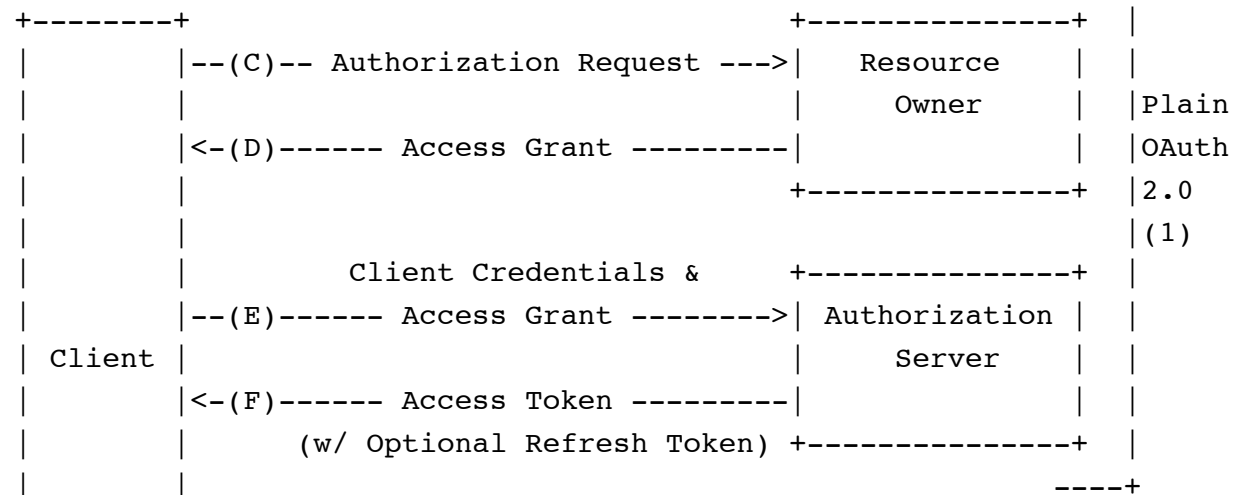 +--------+                                   +---------------+  |
|        |--(C)-- Authorization Request --->|   Resource    |  |
|        |                                   |     Owner     |  |Plain
|        |<-(D)------ Access Grant ---------|               |  |OAuth
|        |                                   +---------------+  |2.0
|        |                                                      |(1)
|        |         Client Credentials &      +---------------+  |
|        |--(E)------ Access Grant -------->| Authorization |  |
| Client |                                   |     Server    |  |
|        |<-(F)------ Access Token ---------|               |  |
|        |      (w/ Optional Refresh Token) +---------------+  |
|        |                                                  ----+